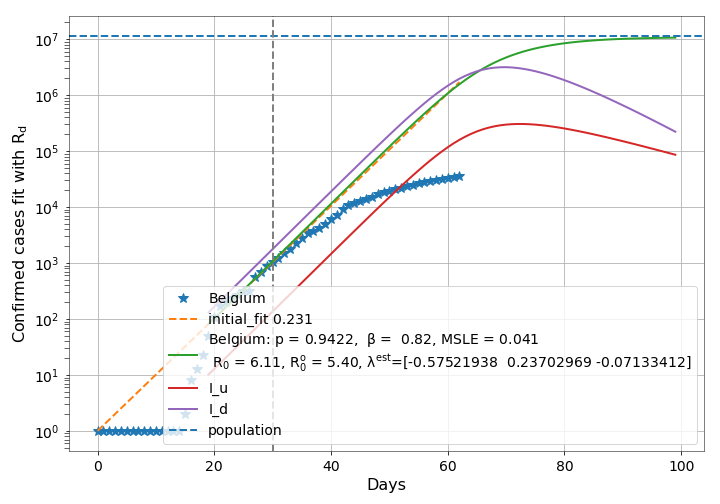 Confirmed cases fit with R_d
10⁷
10⁶
10⁵
10⁴
10³
10²
10¹
10⁰
Belgium
initial_fit 0.231
Belgium: p = 0.9422, β = 0.82, MSLE = 0.041
R₀ = 6.11, R₀⁰ = 5.40, λᵉˢᵗ=[-0.57521938 0.23702969 -0.07133412]
I_u
I_d
population
0 20 40 60 80 100
Days